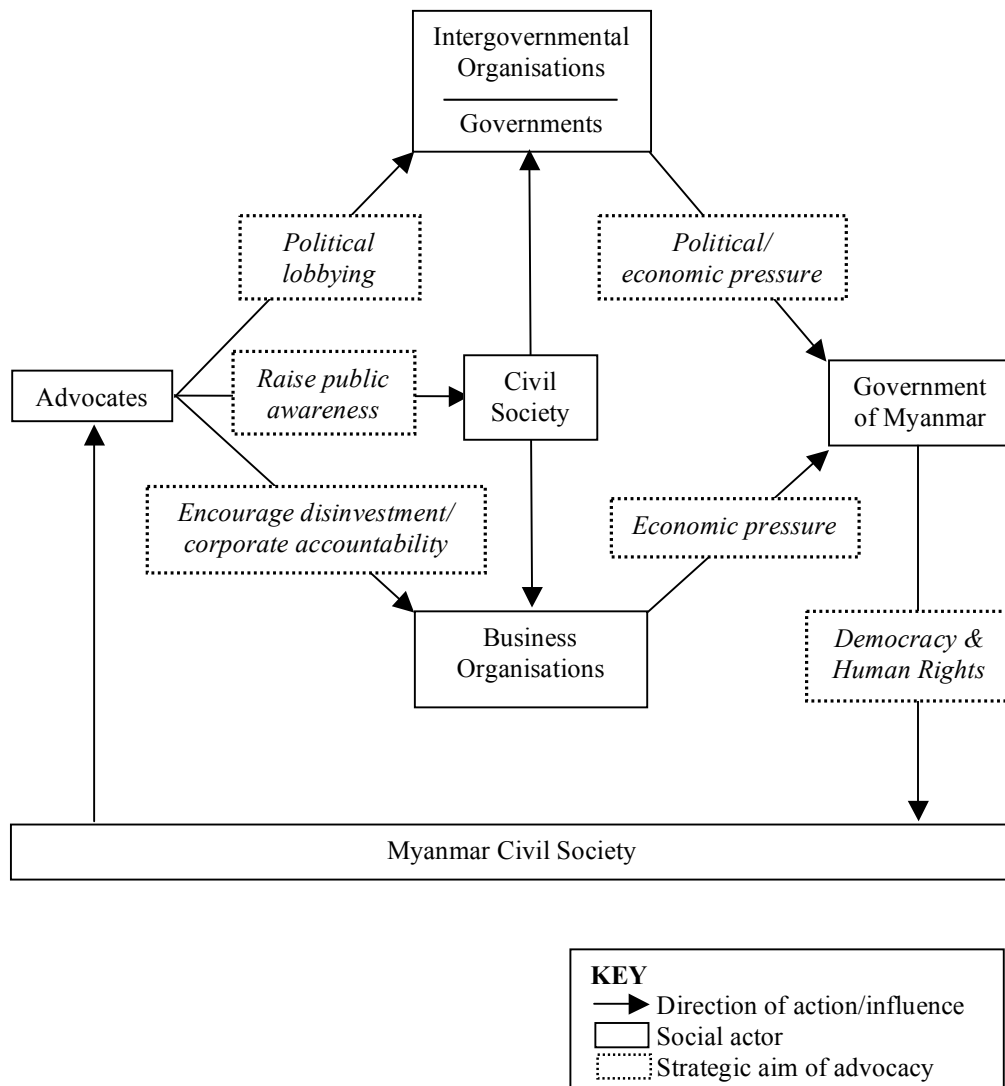 Intergovernmental
Organisations
Governments
Political
lobbying
Political/
economic pressure
Advocates
Raise public
awareness
Civil
Society
Government
of Myanmar
Encourage disinvestment/
corporate accountability
Economic pressure
Business
Organisations
Democracy &
Human Rights
Myanmar Civil Society
KEY
Direction of action/influence
Social actor
Strategic aim of advocacy